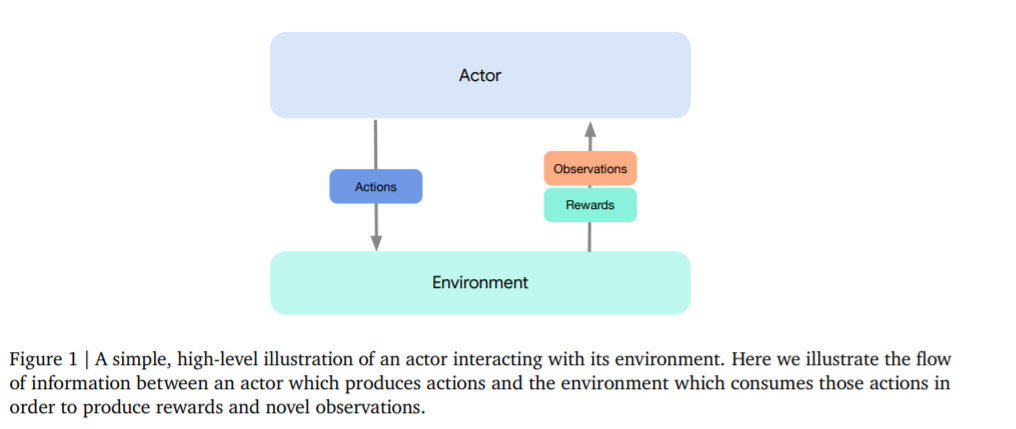 Actor
Actions
Observations
Rewards
Environment
Figure 1 | A simple, high-level illustration of an actor interacting with its environment. Here we illustrate the flow
of information between an actor which produces actions and the environment which consumes those actions in
order to produce rewards and novel observations.